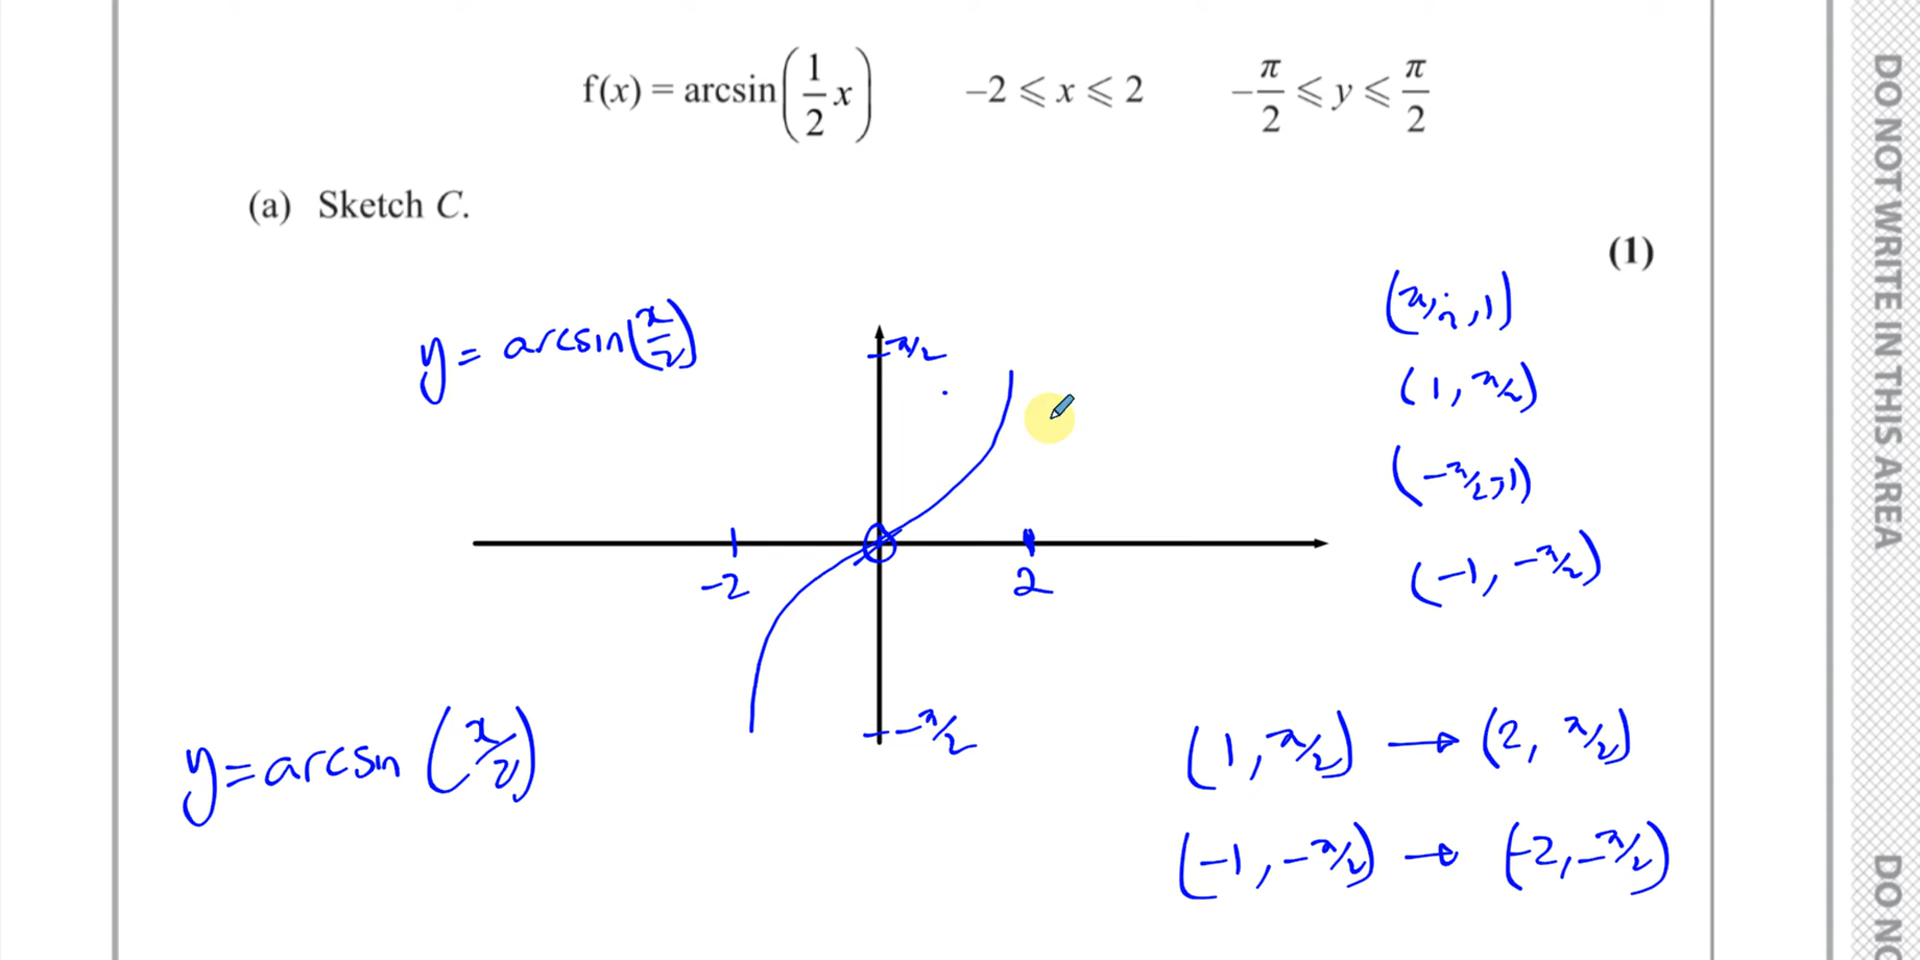 f(x) = arcsin(1/2 x)   −2 ⩽ x ⩽ 2   −π/2 ⩽ y ⩽ π/2
(a) Sketch C.
(1)
y = arcsin(x/2)
π/2
(π/2, 1)
(1, π/2)
(-π/2, -1)
(-1, -π/2)
-2
2
-π/2
y = arcsin (x/2)
(1, π/2) → (2, π/2)
(-1, -π/2) → (-2, -π/2)
DO NOT WRITE IN THIS AREA
DO NO